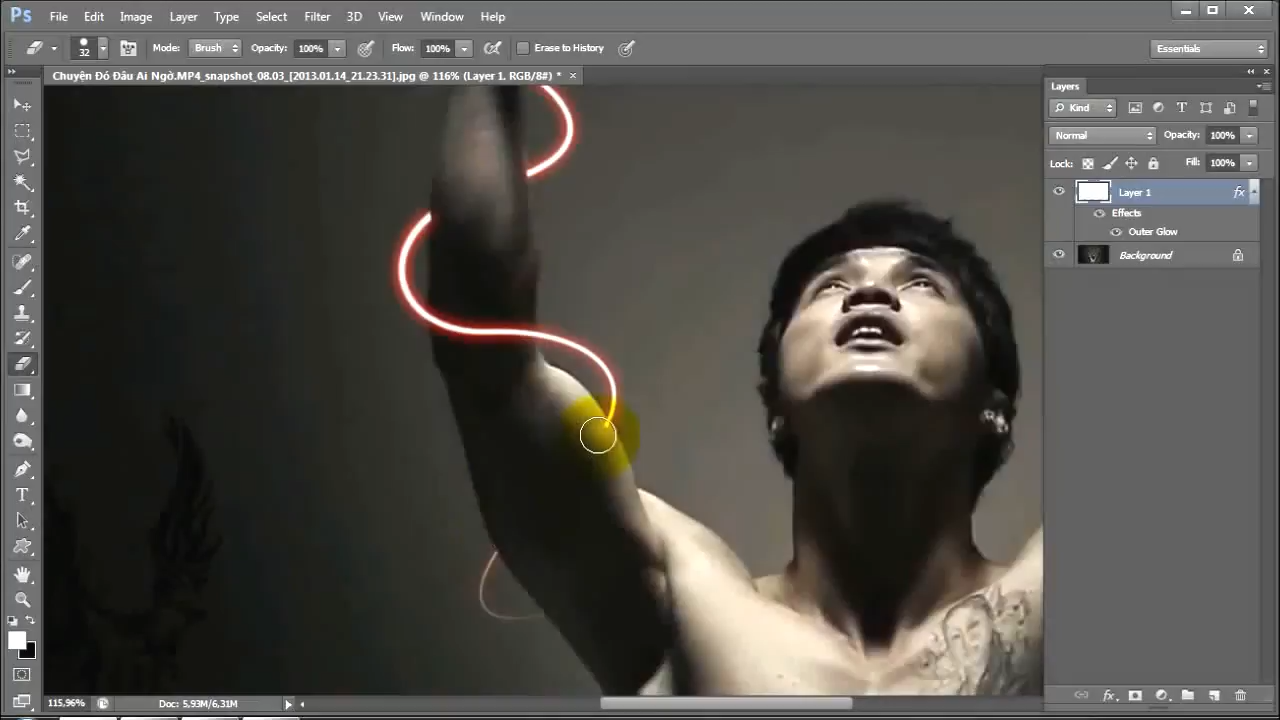 Ps File Edit Image Layer Type Select Filter 3D View Window Help
32 Mode: Brush Opacity: 100% Flow: 100% Erase to History Essentials
Chuyện Đó Đâu Ai Ngờ.MP4_snapshot_08.03_[2013.01.14_21.23.31].jpg @ 116% (Layer 1, RGB/8#) *
Layers
Kind
Normal Opacity: 100%
Lock: Fill: 100%
Layer 1 fx
Effects
Outer Glow
Background
115,96% Doc: 5,93M/6,31M